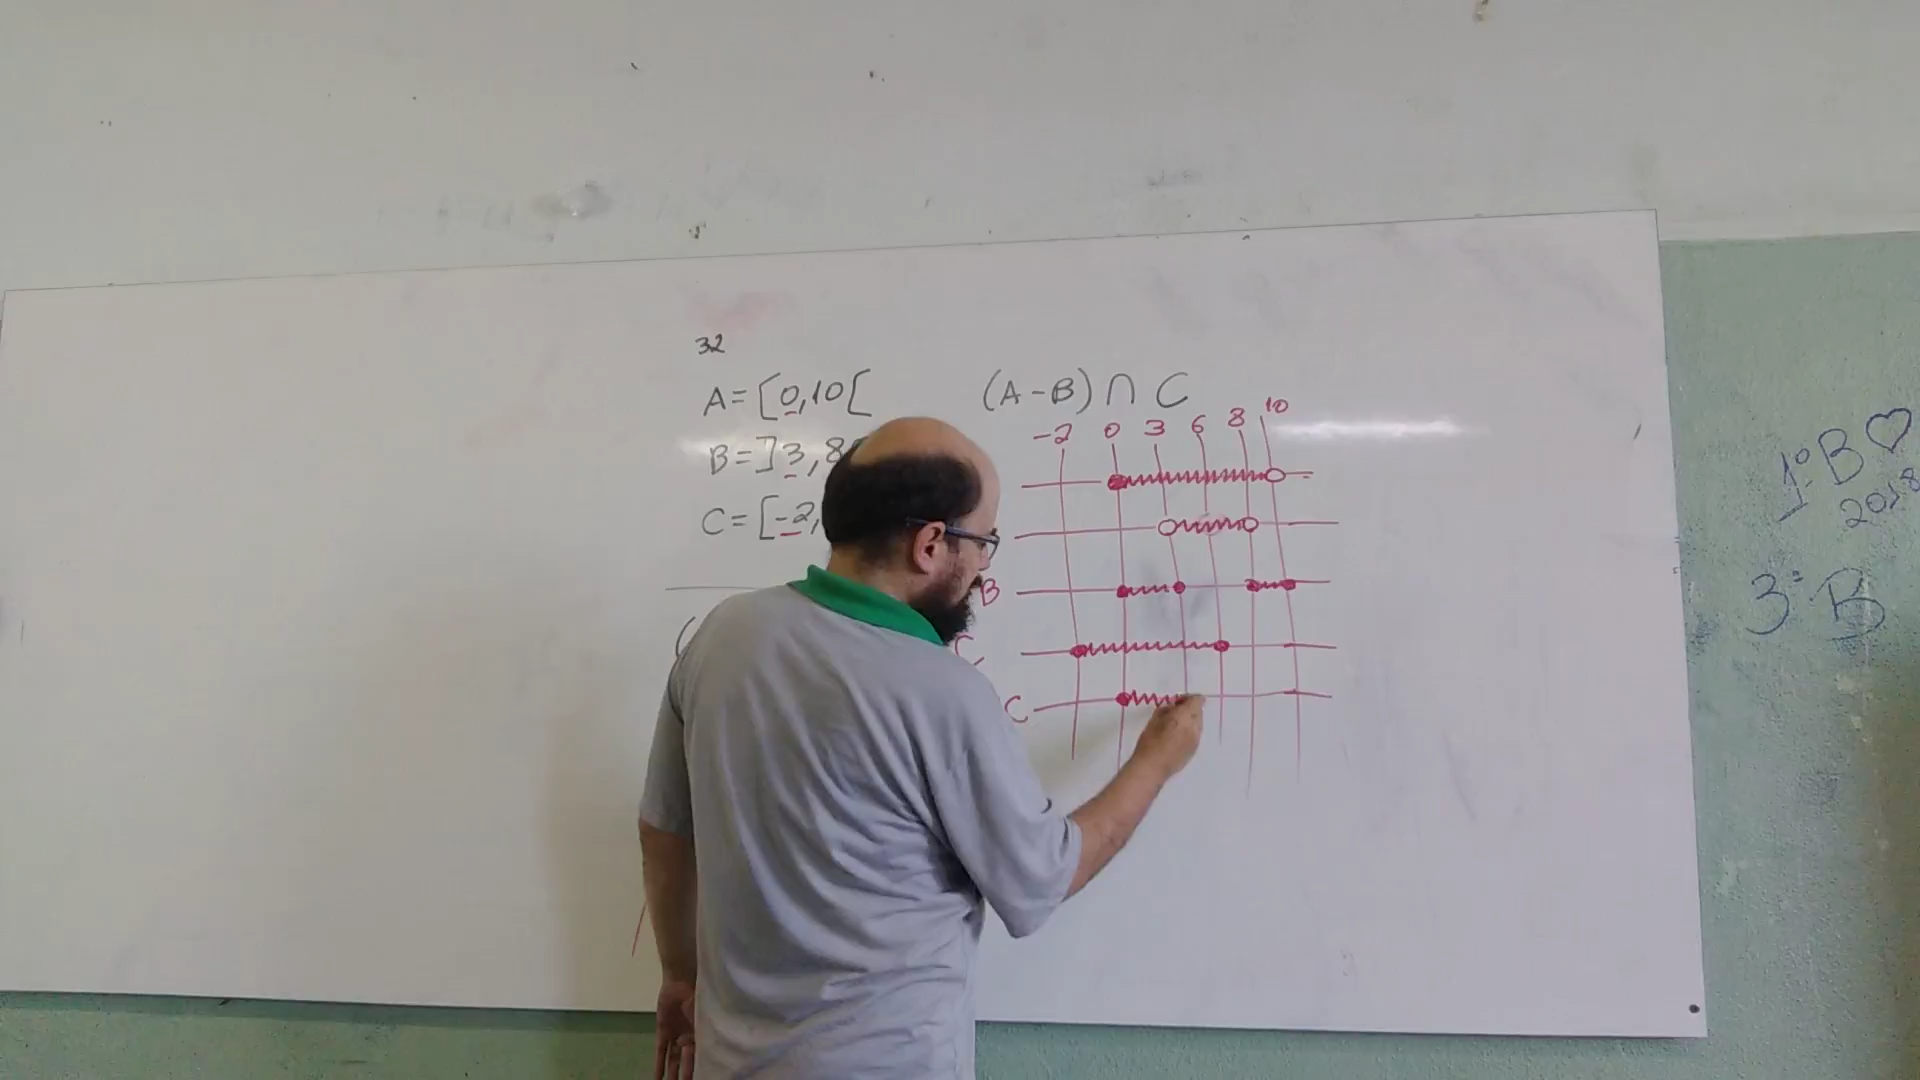 32
A=[0,10[
(A-B)∩C
B=]3,8
C=[-2,
-2 0 3 6 8 10
B
C
C
1º B ♡
2018
3º B